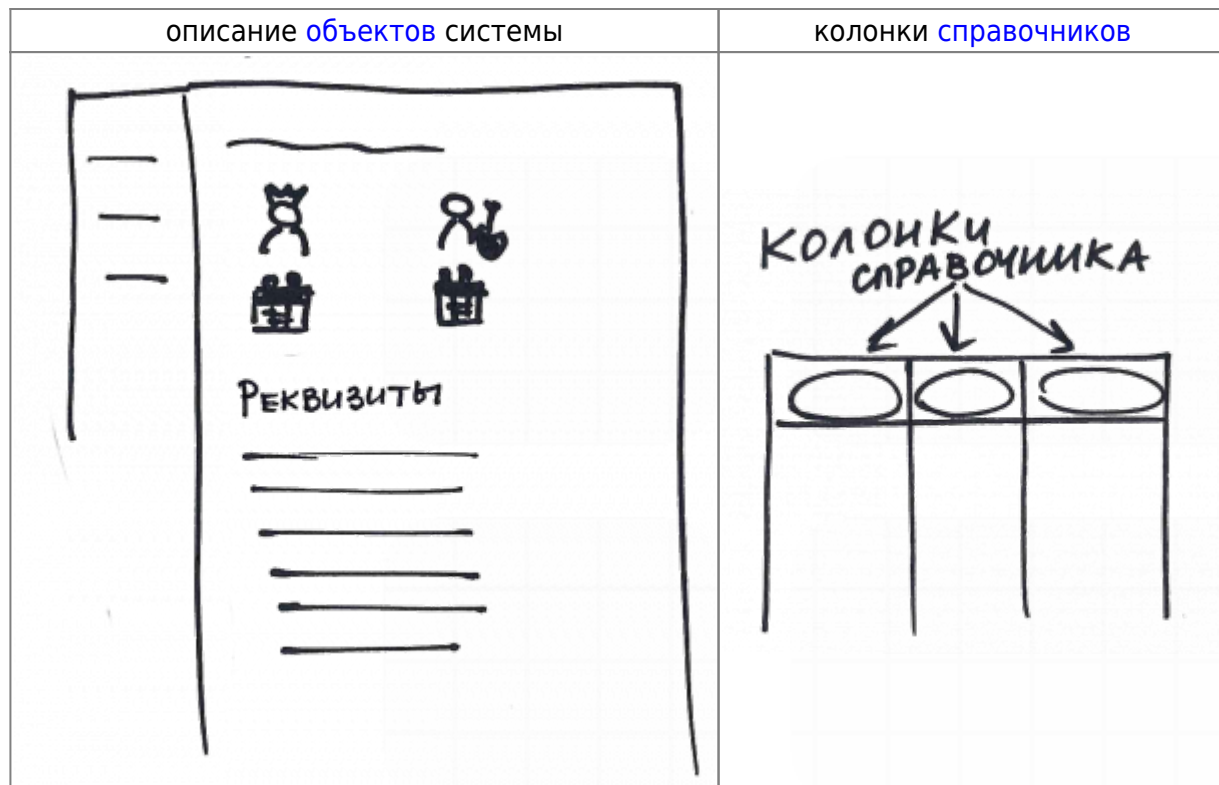 описание объектов системы
колонки справочников
Реквизиты
КОЛОНКИ
СПРАВОЧНИКА